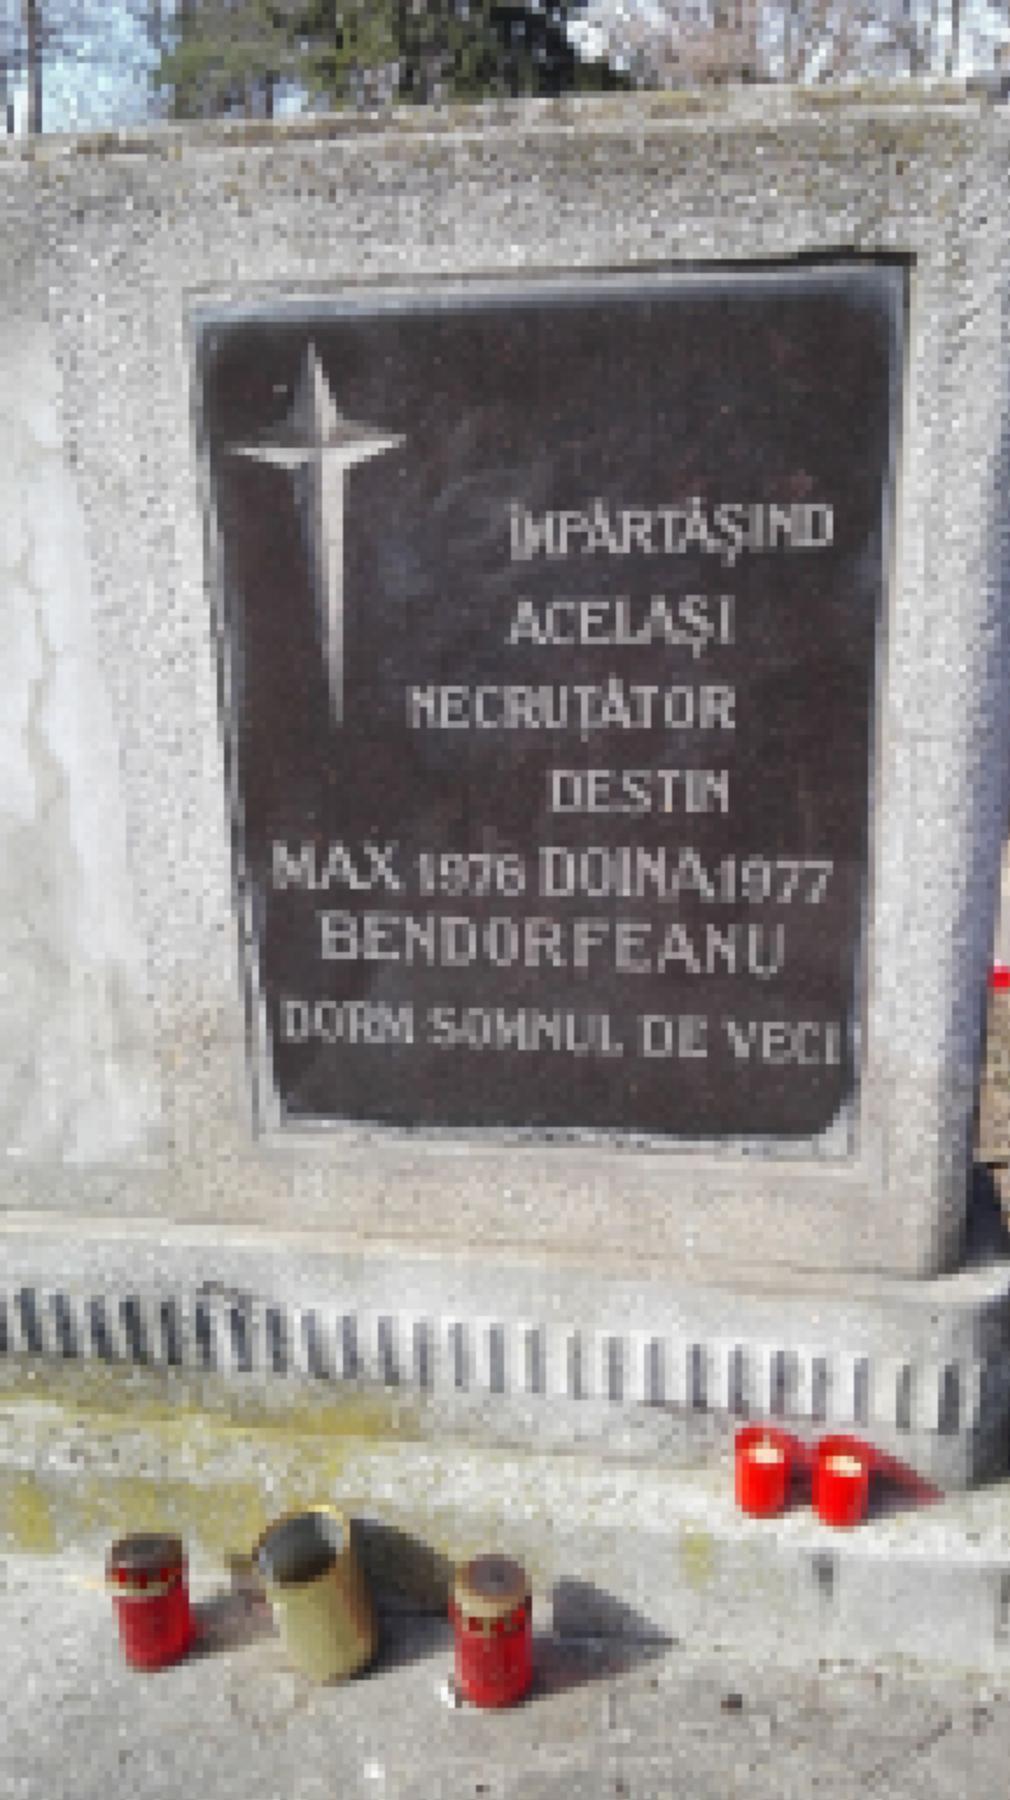 ÎMPĂRTĂȘIND
ACELAȘI
NECRUȚĂTOR
DESTIN
MAX 1976 DOINA 1977
BENDORFEANU
DORM SOMNUL DE VECI